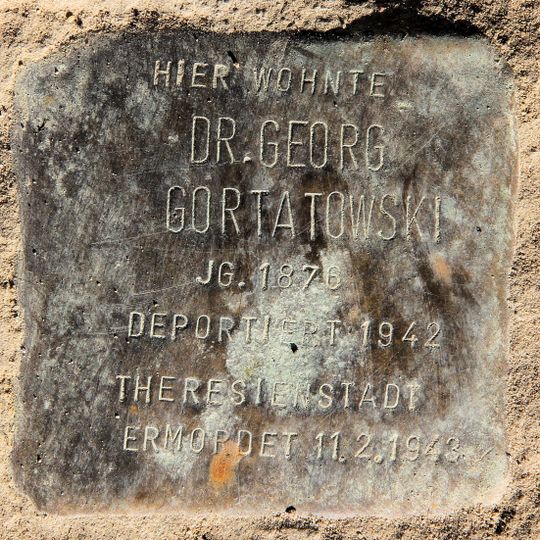 HIER WOHNTE
DR. GEORG
GORTATOWSKI
JG. 1876
DEPORTIERT 1942
THERESIENSTADT
ERMORDET 11.2.1943